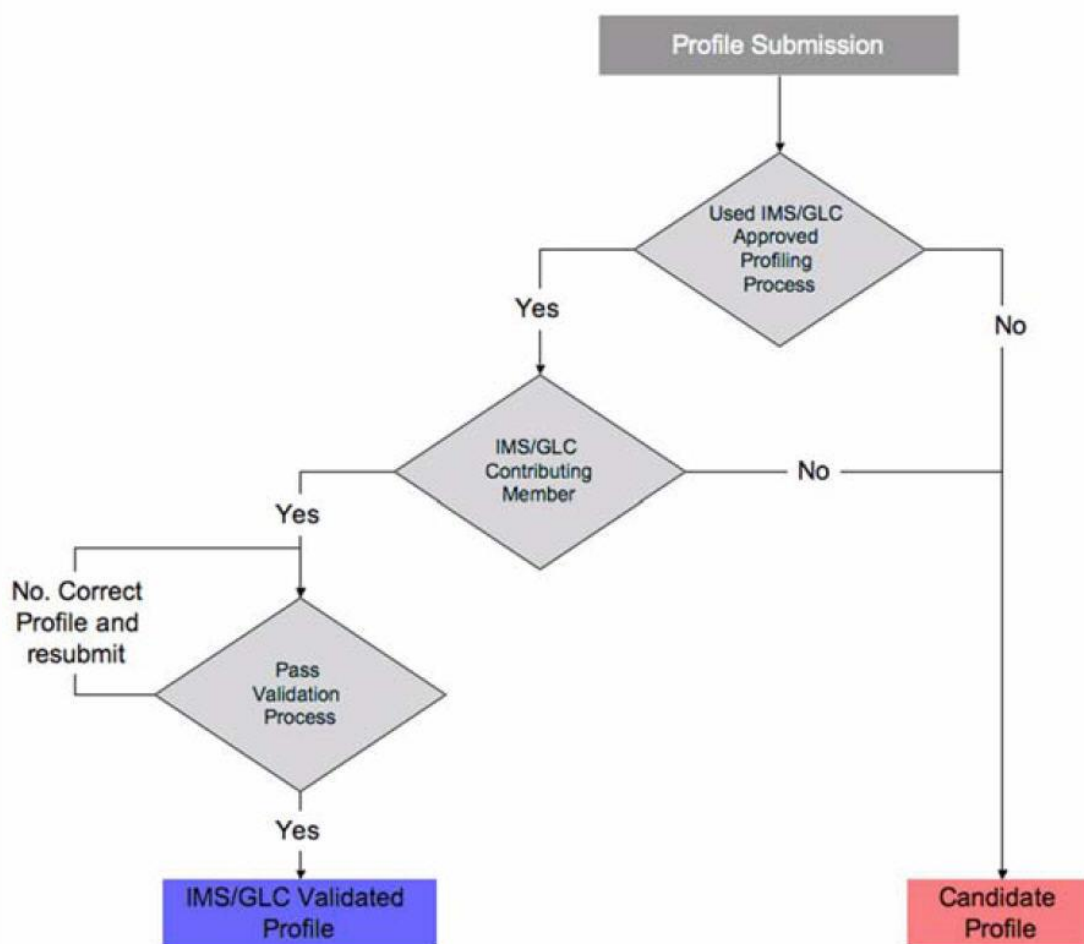 Profile Submission
Used IMS/GLC
Approved
Profiling
Process
Yes
No
IMS/GLC
Contributing
Member
No
Yes
No. Correct
Profile and
resubmit
Pass
Validation
Process
Yes
IMS/GLC Validated
Profile
Candidate
Profile